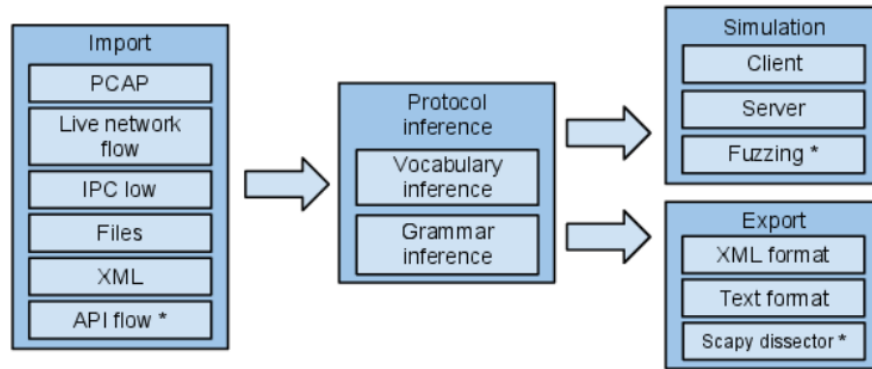 Import
PCAP
Live network
flow
IPC low
Files
XML
API flow *
Protocol
inference
Vocabulary
inference
Grammar
inference
Simulation
Client
Server
Fuzzing *
Export
XML format
Text format
Scapy dissector *